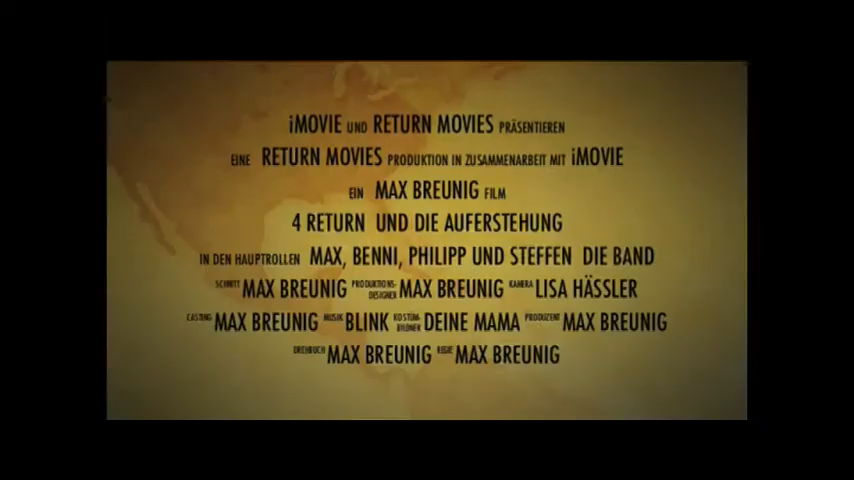 iMOVIE UND RETURN MOVIES PRÄSENTIEREN
EINE RETURN MOVIES PRODUKTION IN ZUSAMMENARBEIT MIT iMOVIE
EIN MAX BREUNIG FILM
4 RETURN UND DIE AUFERSTEHUNG
IN DEN HAUPTROLLEN MAX, BENNI, PHILIPP UND STEFFEN DIE BAND
SCHNITT MAX BREUNIG PRODUKTIONS-DESIGNER MAX BREUNIG KAMERA LISA HÄSSLER
CASTING MAX BREUNIG MUSIK BLINK KOSTÜM-BILDNER DEINE MAMA PRODUZENT MAX BREUNIG
DREHBUCH MAX BREUNIG REGIE MAX BREUNIG